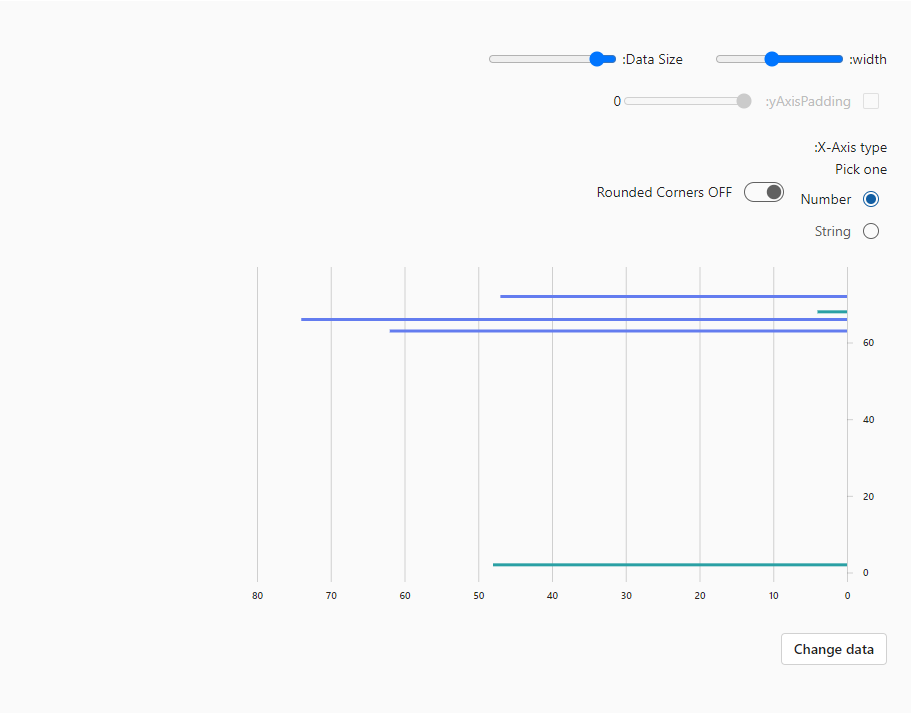 :width
:Data Size
:yAxisPadding
0
:X-Axis type
Pick one
Rounded Corners OFF
Number
String
60
40
20
0
80 70 60 50 40 30 20 10 0
Change data